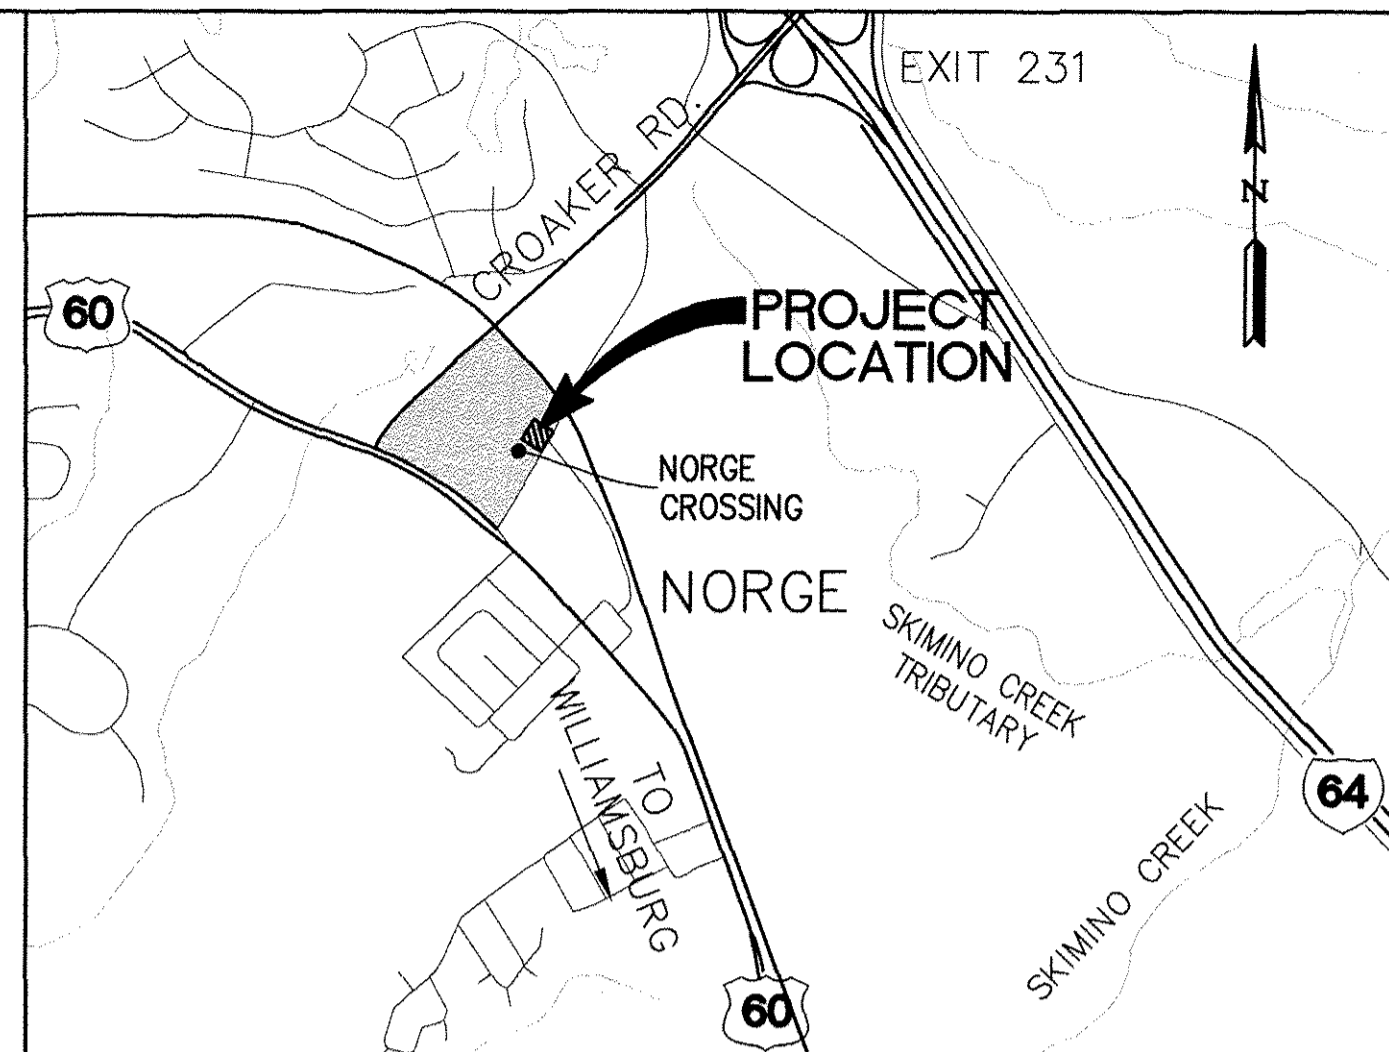 EXIT 231
CROAKER RD.
N
60
PROJECT
LOCATION
NORGE
CROSSING
NORGE
SKIMINO CREEK
TRIBUTARY
TO
WILLIAMSBURG
64
SKIMINO CREEK
60